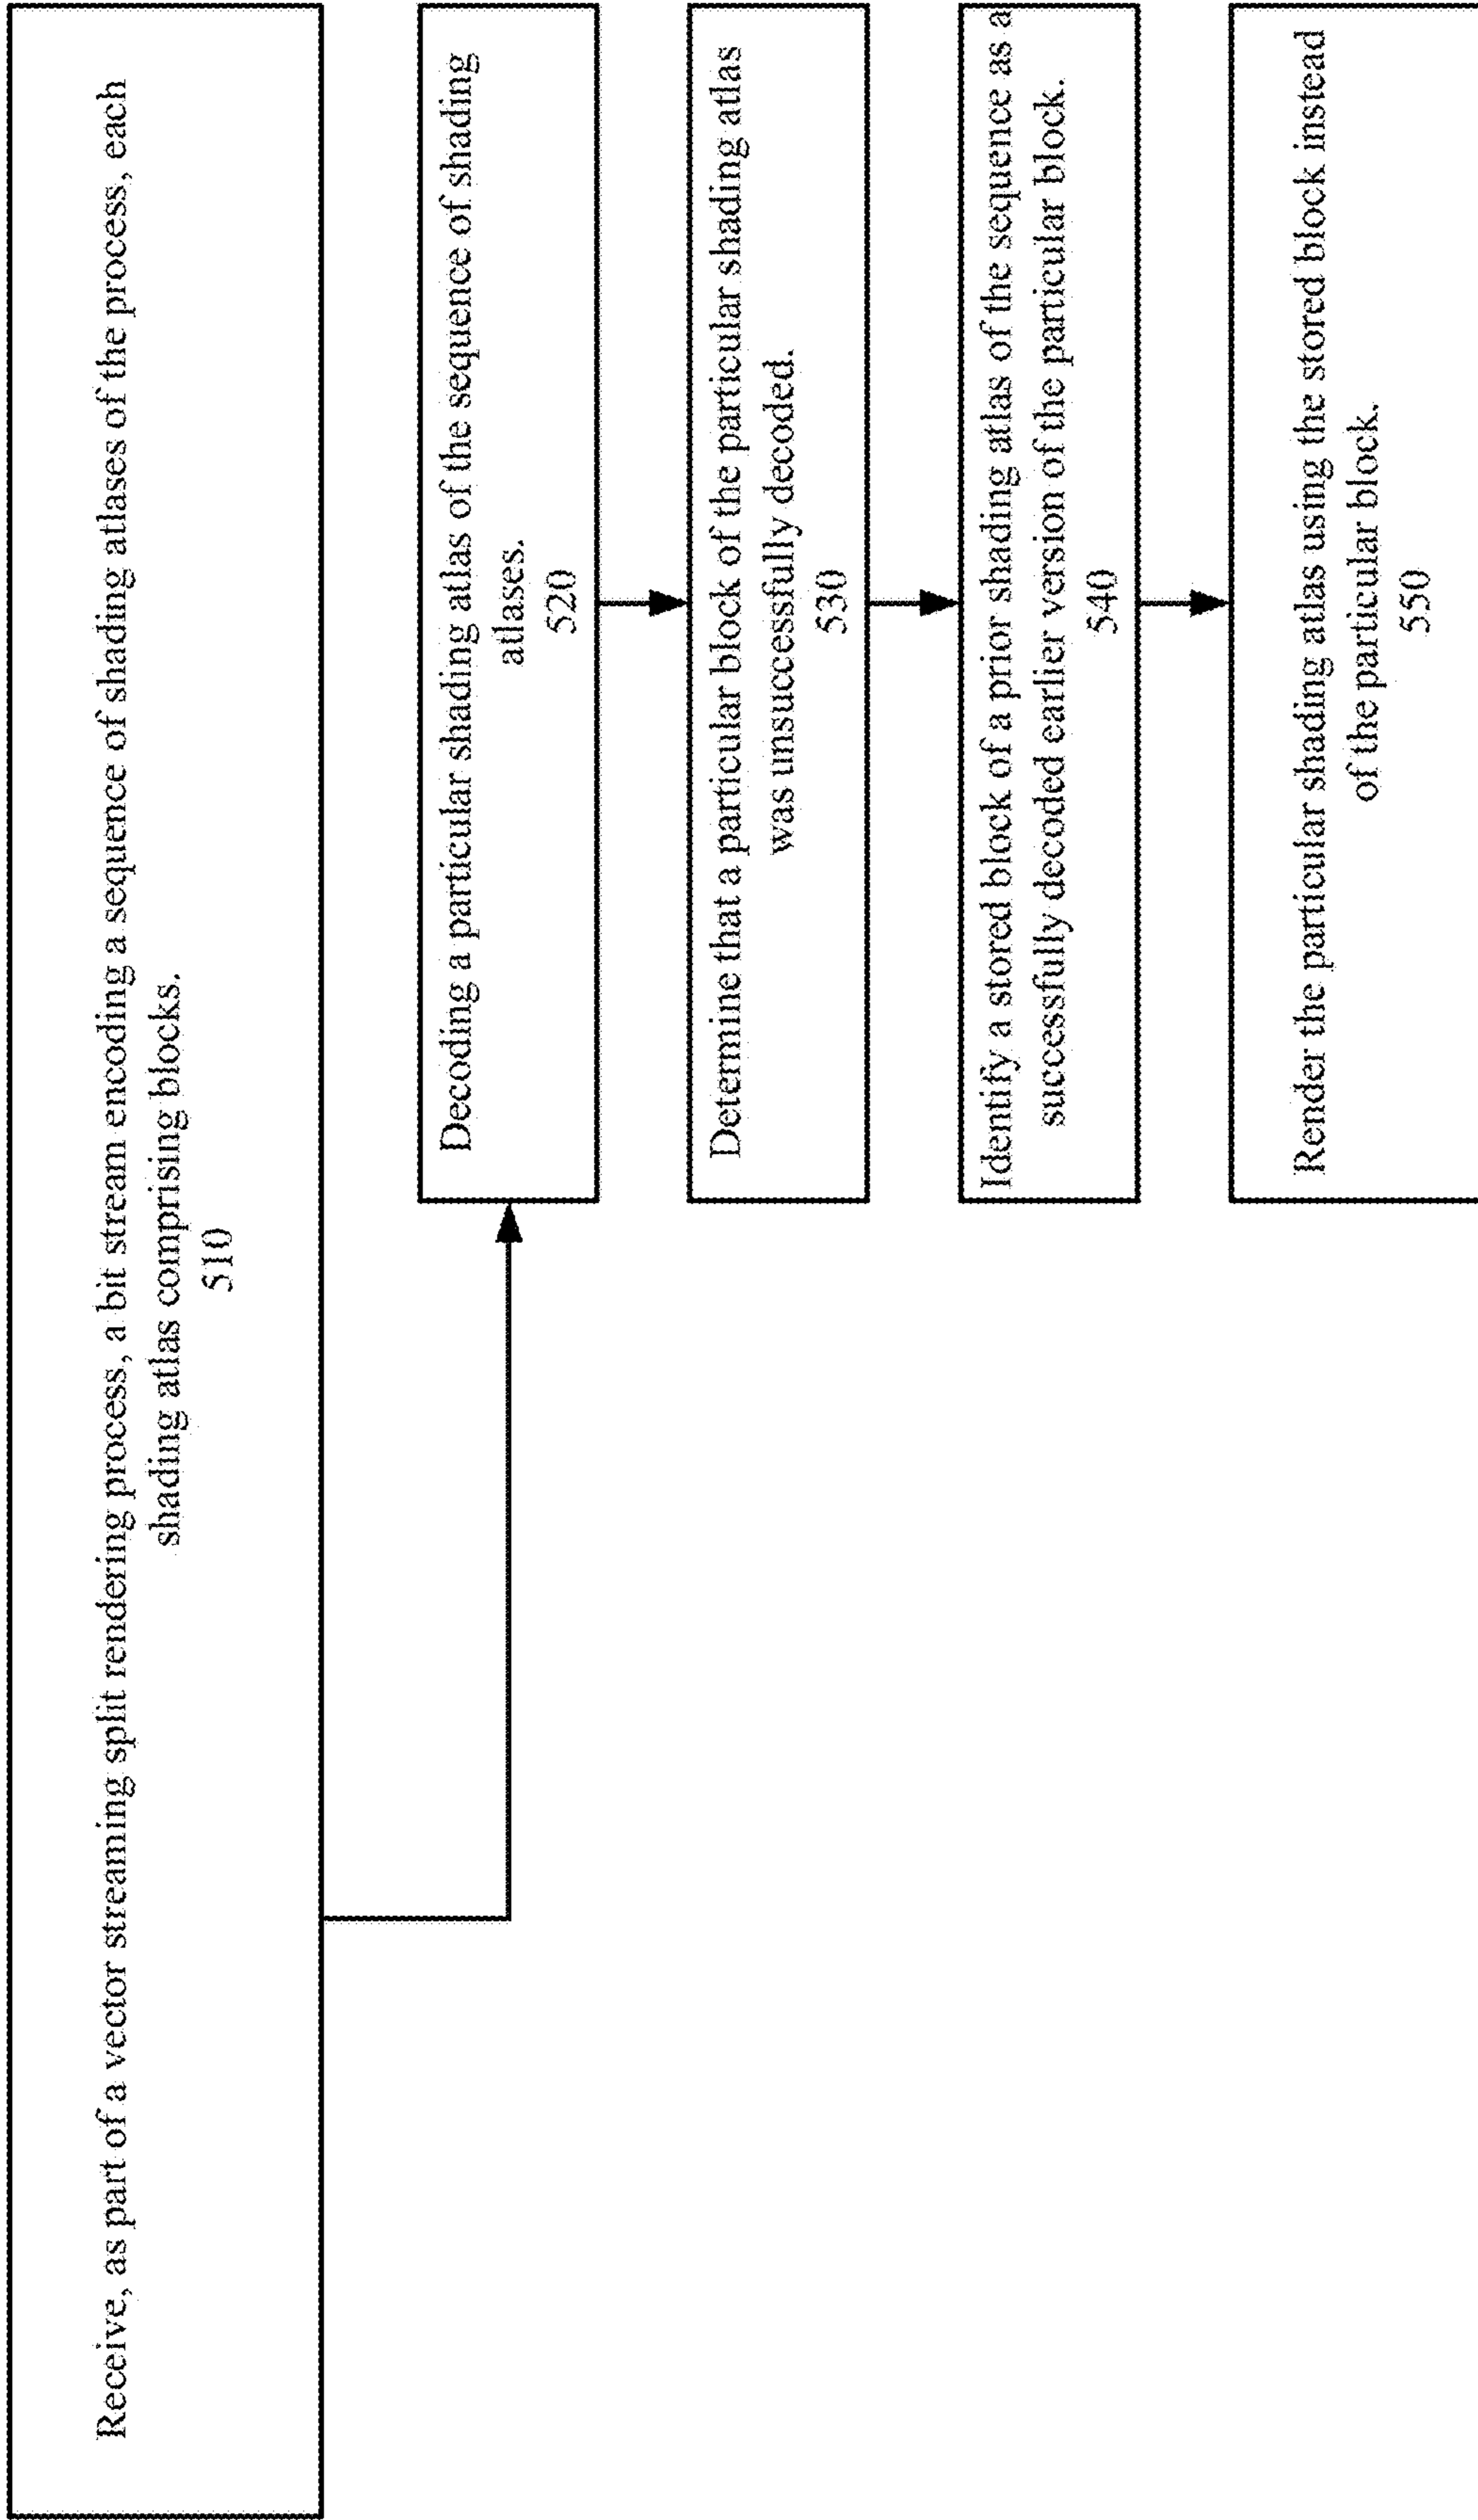 Receive, as part of a vector streaming split rendering process, a bit stream encoding a sequence of shading atlases of the process, each
shading atlas comprising blocks.
510
Decoding a particular shading atlas of the sequence of shading
atlases.
520
Determine that a particular block of the particular shading atlas
was unsuccessfully decoded.
530
Identify a stored block of a prior shading atlas of the sequence as a
successfully decoded earlier version of the particular block.
540
Render the particular shading atlas using the stored block instead
of the particular block.
550